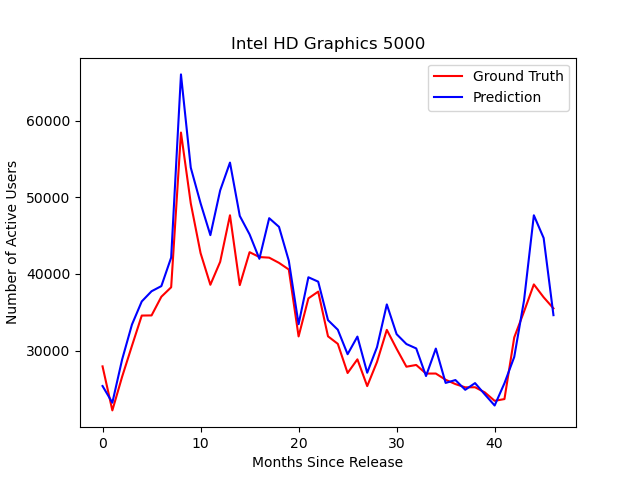 Intel HD Graphics 5000
Ground Truth
Prediction
Number of Active Users
60000
50000
40000
30000
0 10 20 30 40
Months Since Release